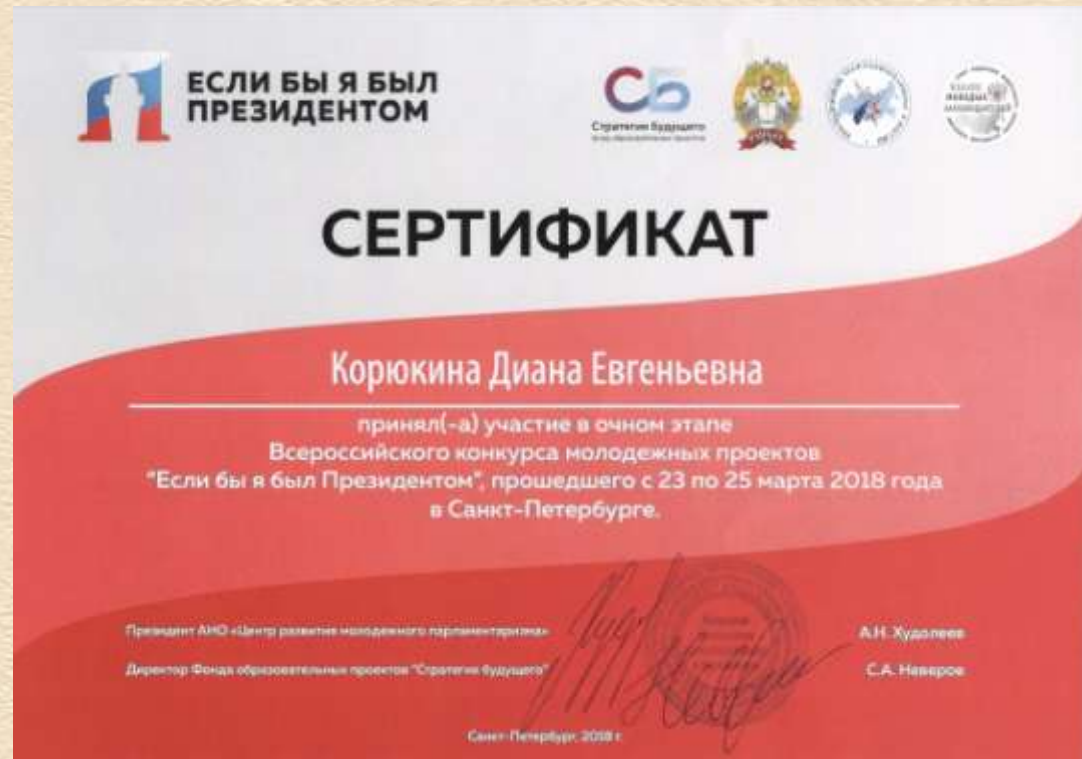 ЕСЛИ БЫ Я БЫЛ
ПРЕЗИДЕНТОМ
СБ
Стратегия Будущего
СЕРТИФИКАТ
Корюкина Диана Евгеньевна
принял(-а) участие в очном этапе
Всероссийского конкурса молодежных проектов
"Если бы я был Президентом", прошедшего с 23 по 25 марта 2018 года
в Санкт-Петербурге.
Президент АНО «Центр развития молодежного парламентаризма»
А.Н. Худолеев
Директор Фонда образовательных проектов "Стратегия будущего"
С.А. Неверов
Санкт-Петербург, 2018 г.